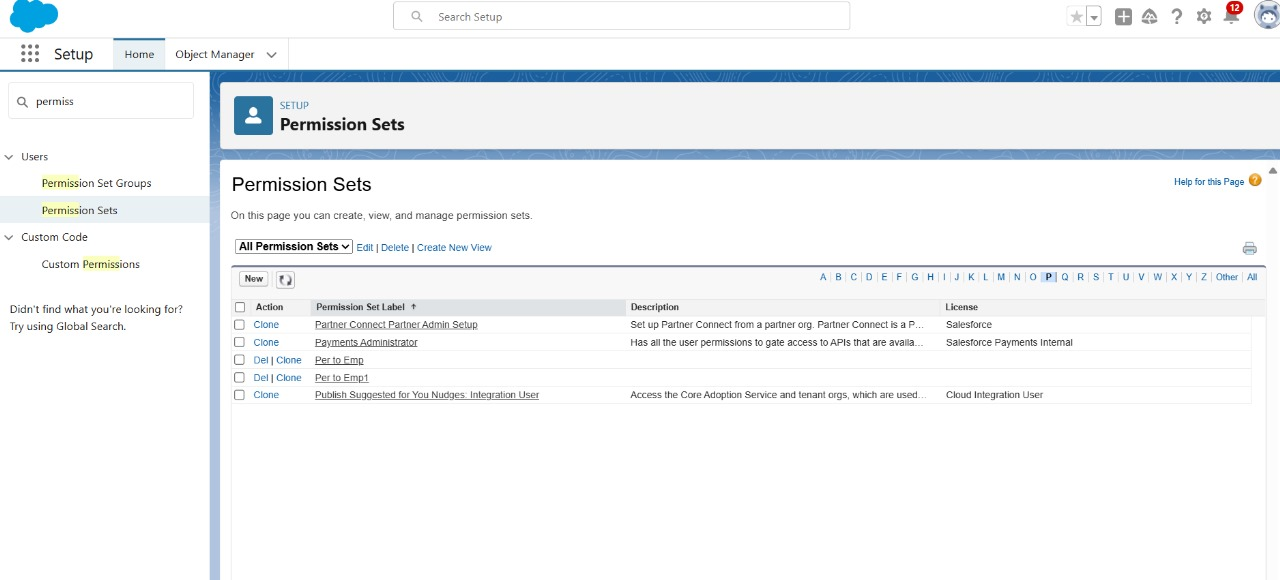 Search Setup
12
Setup
Home
Object Manager
permiss
Users
Permission Set Groups
Permission Sets
Custom Code
Custom Permissions
Didn't find what you're looking for?
Try using Global Search.
SETUP
Permission Sets
Permission Sets
Help for this Page ?
On this page you can create, view, and manage permission sets.
All Permission Sets Edit | Delete | Create New View
New A | B | C | D | E | F | G | H | I | J | K | L | M | N | O | P | Q | R | S | T | U | V | W | X | Y | Z | Other | All
Action Permission Set Label ↑ Description License
Clone Partner Connect Partner Admin Setup Set up Partner Connect from a partner org. Partner Connect is a P... Salesforce
Clone Payments Administrator Has all the user permissions to gate access to APIs that are availa... Salesforce Payments Internal
Del | Clone Per to Emp
Del | Clone Per to Emp1
Clone Publish Suggested for You Nudges: Integration User Access the Core Adoption Service and tenant orgs, which are used... Cloud Integration User